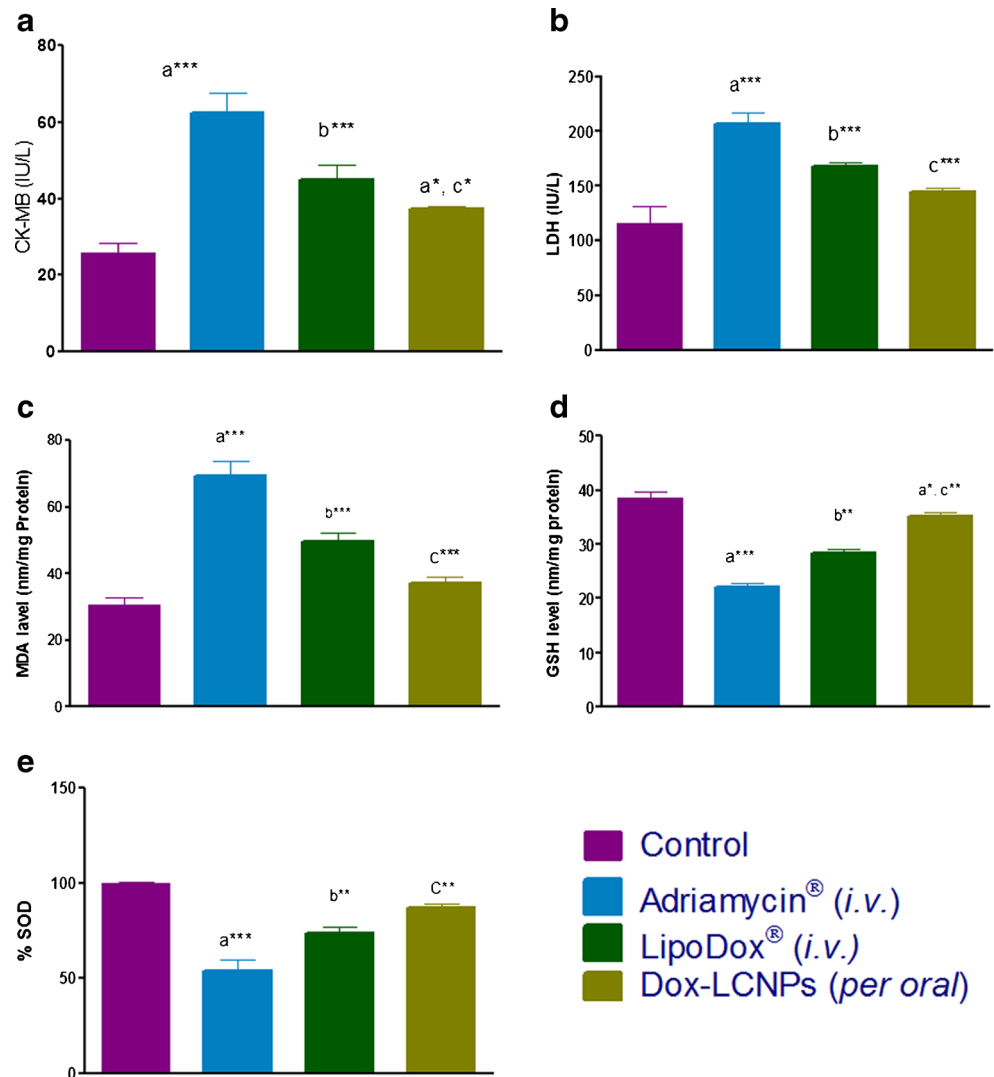 a
CK-MB (IU/L)
80
60
40
20
0
a***
b***
a*, c*
b
LDH (IU/L)
250
200
150
100
50
0
a***
b***
c***
c
MDA lavel (nm/mg Protein)
80
60
40
20
0
a***
b***
c***
d
GSH level (nm/mg protein)
50
40
30
20
10
0
a***
b**
a*. c**
e
% SOD
150
100
50
0
a***
b**
C**
Control
Adriamycin® (i.v.)
LipoDox® (i.v.)
Dox-LCNPs (per oral)